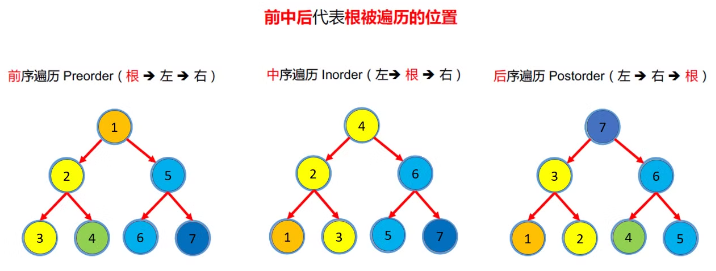 前中后代表根被遍历的位置
前序遍历 Preorder（根 ➔ 左 ➔ 右）
中序遍历 Inorder（左➔ 根 ➔ 右）
后序遍历 Postorder（左 ➔ 右 ➔ 根）
1
2 5
3 4 6 7
4
2 6
1 3 5 7
7
3 6
1 2 4 5